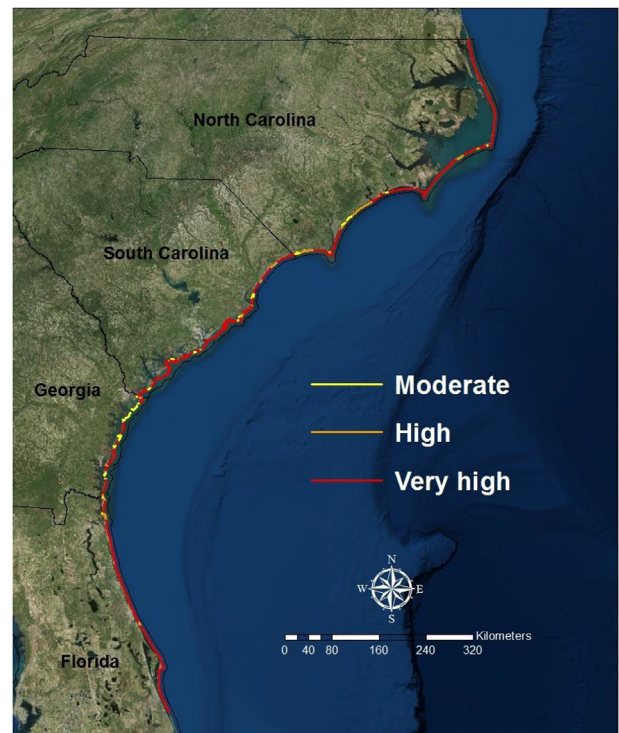 North Carolina
South Carolina
Georgia
Moderate
High
Very high
N
W E
S
Kilometers
0 40 80 160 240 320
Florida